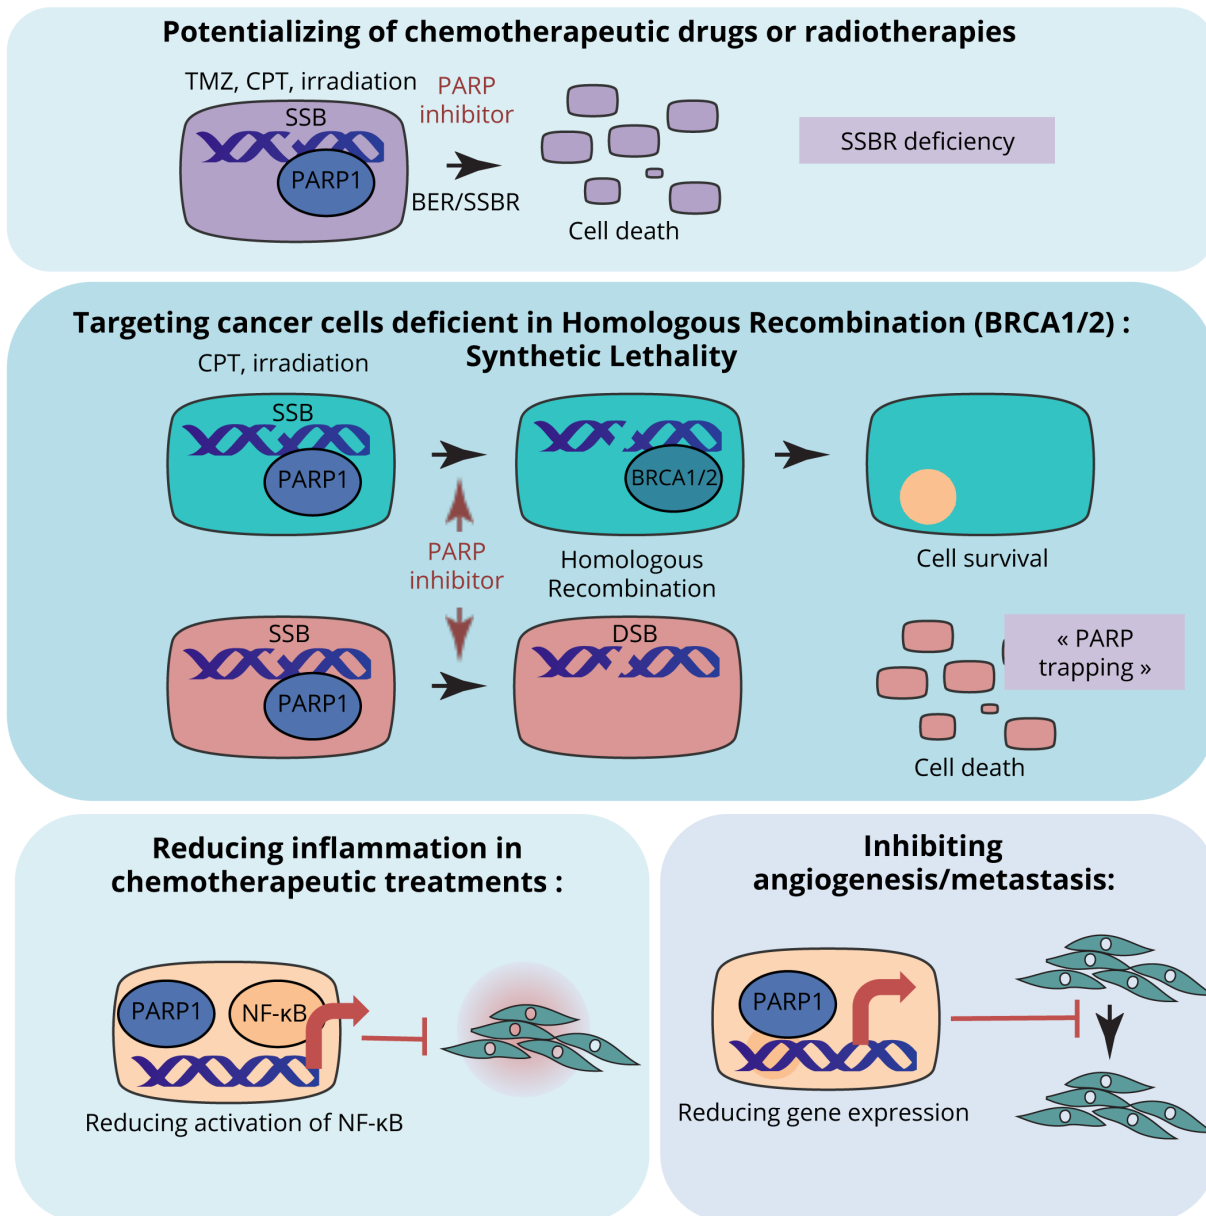 Potentializing of chemotherapeutic drugs or radiotherapies
TMZ, CPT, irradiation
PARP
inhibitor
SSB
PARP1
BER/SSBR
Cell death
SSBR deficiency
Targeting cancer cells deficient in Homologous Recombination (BRCA1/2) :
Synthetic Lethality
CPT, irradiation
SSB
PARP1
BRCA1/2
Homologous
Recombination
Cell survival
PARP
inhibitor
SSB
PARP1
DSB
« PARP
trapping »
Cell death
Reducing inflammation in
chemotherapeutic treatments :
PARP1
NF-κB
Reducing activation of NF-κB
Inhibiting
angiogenesis/metastasis:
PARP1
Reducing gene expression